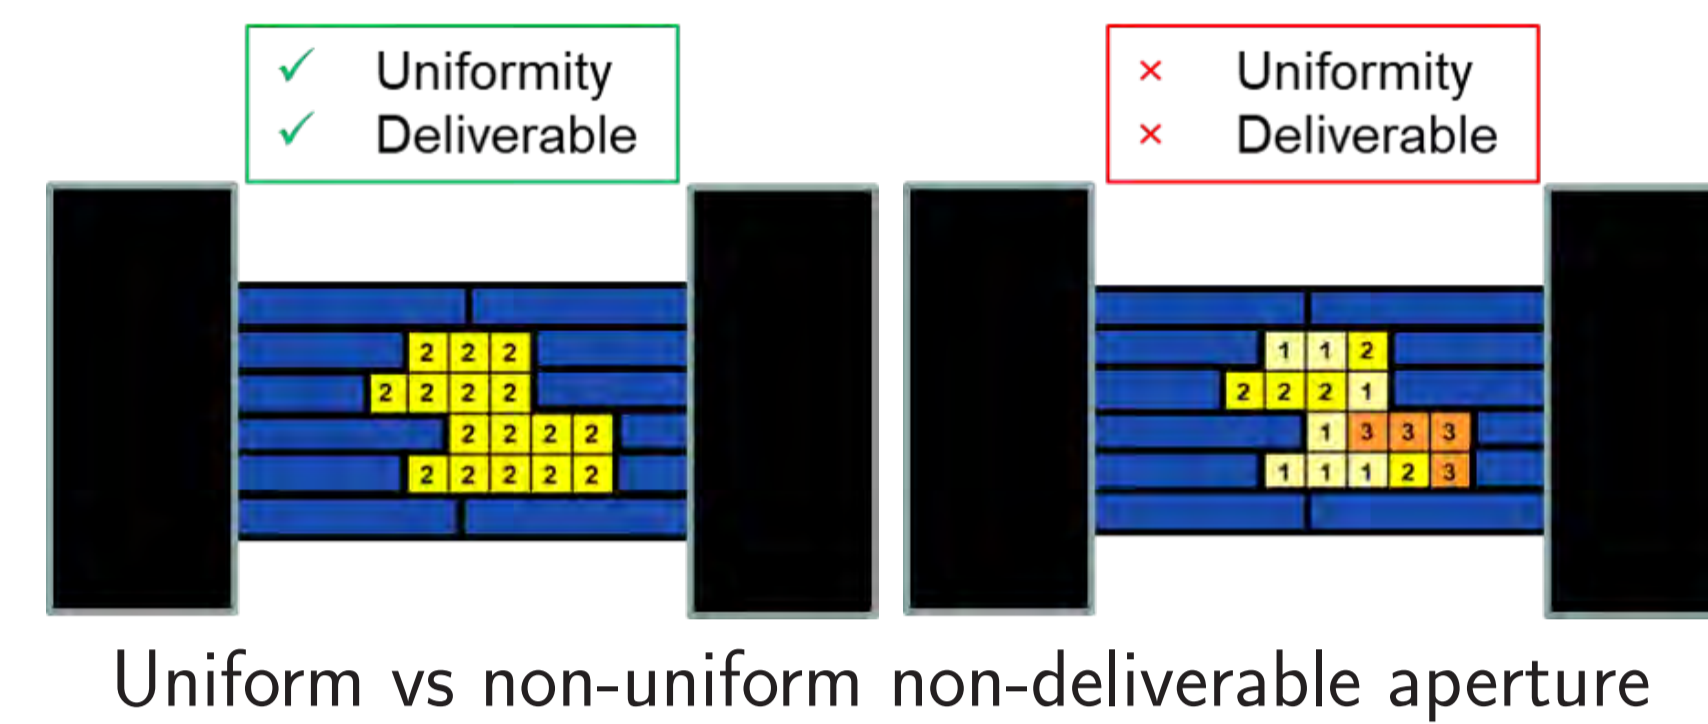 ✓ Uniformity
✓ Deliverable
× Uniformity
× Deliverable
2 2 2
2 2 2 2
2 2 2 2
2 2 2 2 2
1 1 2
2 2 2 1
1 3 3 3
1 1 1 2 3
Uniform vs non-uniform non-deliverable aperture